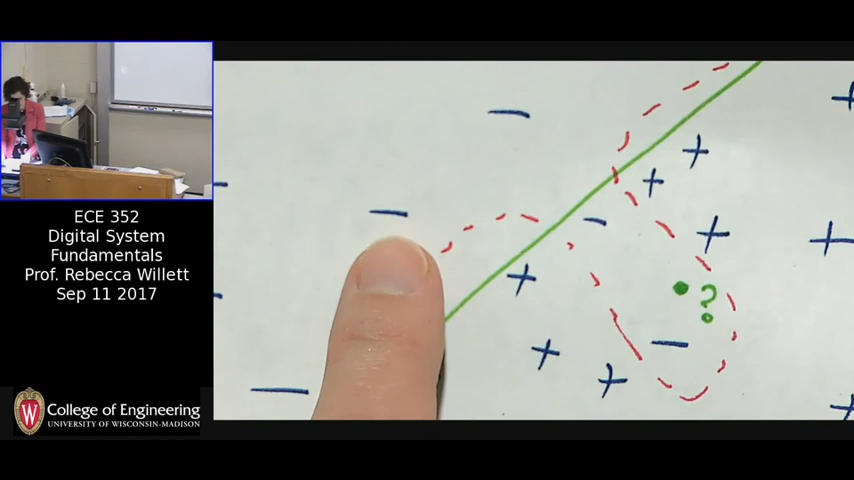 ECE 352
Digital System
Fundamentals
Prof. Rebecca Willett
Sep 11 2017
W
College of Engineering
UNIVERSITY OF WISCONSIN-MADISON
− − − − − −
+ + + + + + + + +
?